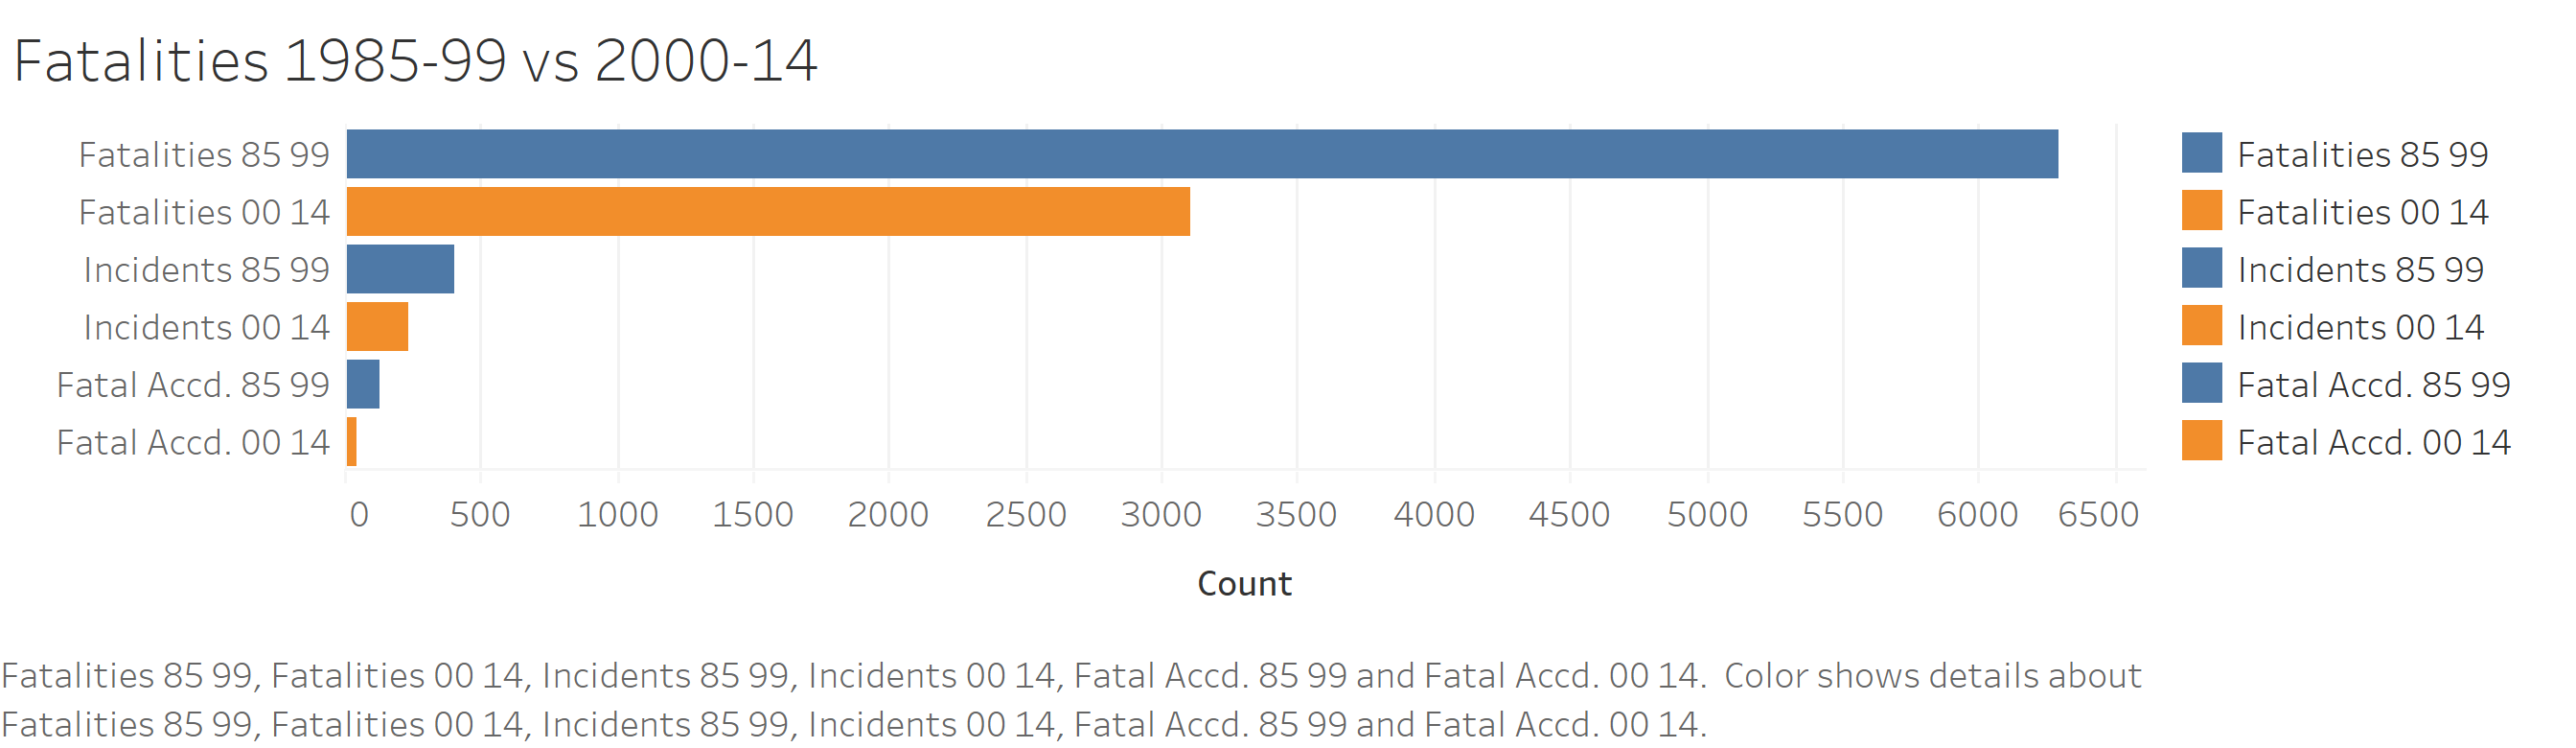 Fatalities 1985-99 vs 2000-14
Fatalities 85 99
Fatalities 00 14
Incidents 85 99
Incidents 00 14
Fatal Accd. 85 99
Fatal Accd. 00 14
0 500 1000 1500 2000 2500 3000 3500 4000 4500 5000 5500 6000 6500
Count
Fatalities 85 99
Fatalities 00 14
Incidents 85 99
Incidents 00 14
Fatal Accd. 85 99
Fatal Accd. 00 14
Fatalities 85 99, Fatalities 00 14, Incidents 85 99, Incidents 00 14, Fatal Accd. 85 99 and Fatal Accd. 00 14.  Color shows details about
Fatalities 85 99, Fatalities 00 14, Incidents 85 99, Incidents 00 14, Fatal Accd. 85 99 and Fatal Accd. 00 14.